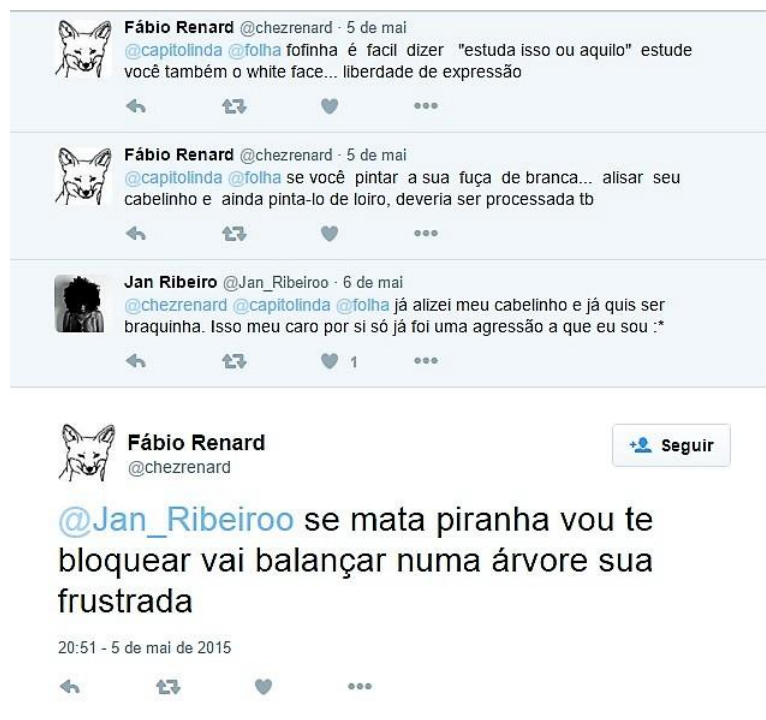 Fábio Renard @chezrenard · 5 de mai
@capitolinda @folha fofinha é facil dizer "estuda isso ou aquilo" estude
você também o white face... liberdade de expressão
Fábio Renard @chezrenard · 5 de mai
@capitolinda @folha se você pintar a sua fuça de branca... alisar seu
cabelinho e ainda pinta-lo de loiro, deveria ser processada tb
Jan Ribeiro @Jan_Ribeiroo · 6 de mai
@chezrenard @capitolinda @folha já alizei meu cabelinho e já quis ser
braquinha. Isso meu caro por si só já foi uma agressão a que eu sou :*
1
Fábio Renard
@chezrenard
Seguir
@Jan_Ribeiroo se mata piranha vou te
bloquear vai balançar numa árvore sua
frustrada
20:51 - 5 de mai de 2015